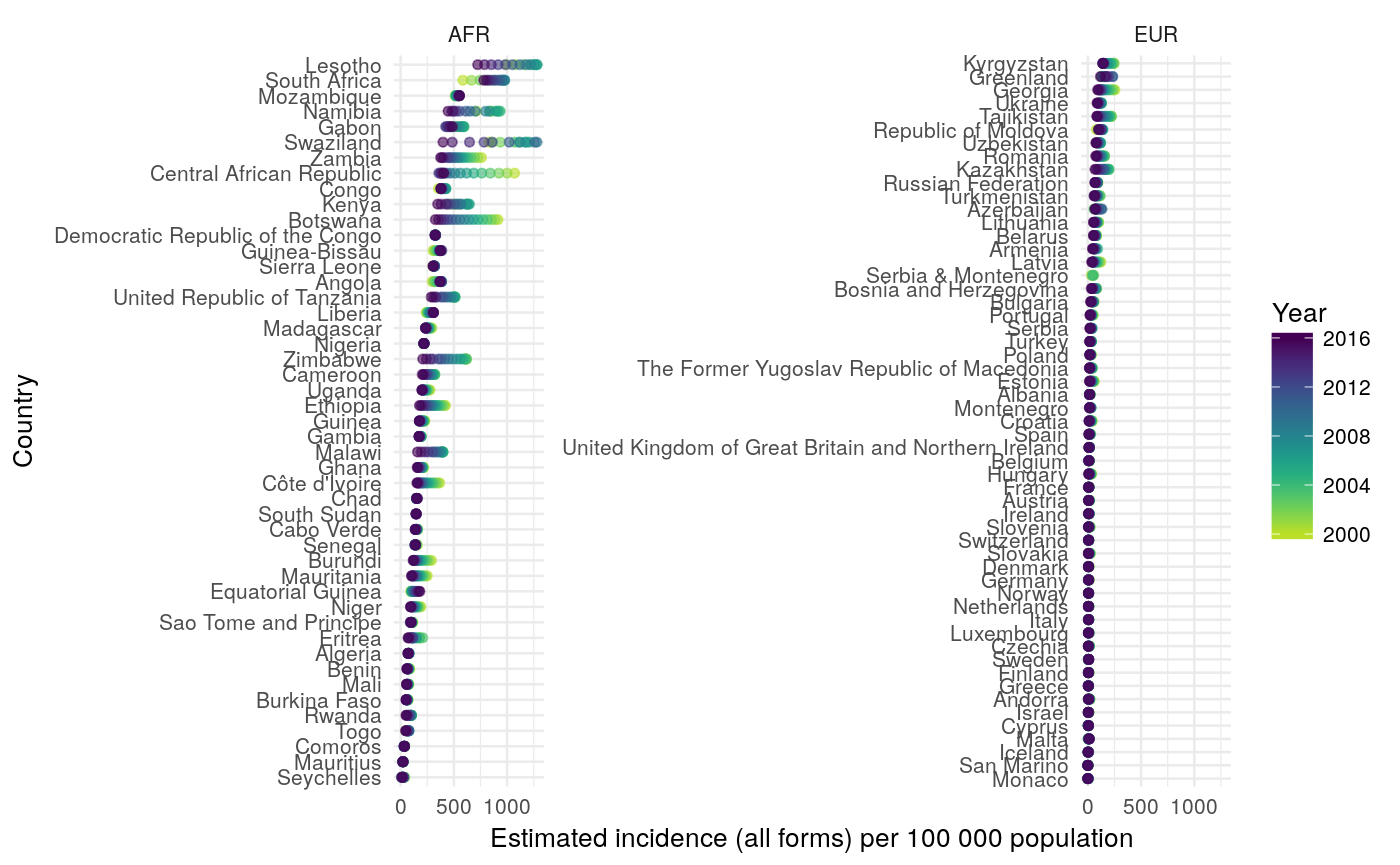 AFR
EUR
Country
Lesotho
South Africa
Mozambique
Namibia
Gabon
Swaziland
Zambia
Central African Republic
Congo
Kenya
Botswana
Democratic Republic of the Congo
Guinea-Bissau
Sierra Leone
Angola
United Republic of Tanzania
Liberia
Madagascar
Nigeria
Zimbabwe
Cameroon
Uganda
Ethiopia
Guinea
Gambia
Malawi
Ghana
Côte d'Ivoire
Chad
South Sudan
Cabo Verde
Senegal
Burundi
Mauritania
Equatorial Guinea
Niger
Sao Tome and Principe
Eritrea
Algeria
Benin
Mali
Burkina Faso
Rwanda
Togo
Comoros
Mauritius
Seychelles
0 500 1000
Kyrgyzstan
Greenland
Georgia
Ukraine
Tajikistan
Republic of Moldova
Uzbekistan
Romania
Kazakhstan
Russian Federation
Turkmenistan
Azerbaijan
Lithuania
Belarus
Armenia
Latvia
Serbia & Montenegro
Bosnia and Herzegovina
Bulgaria
Portugal
Serbia
Turkey
Poland
The Former Yugoslav Republic of Macedonia
Estonia
Albania
Montenegro
Croatia
Spain
United Kingdom of Great Britain and Northern Ireland
Belgium
Hungary
France
Austria
Ireland
Slovenia
Switzerland
Slovakia
Denmark
Germany
Norway
Netherlands
Italy
Luxembourg
Czechia
Sweden
Finland
Greece
Andorra
Israel
Cyprus
Malta
Iceland
San Marino
Monaco
0 500 1000
Estimated incidence (all forms) per 100 000 population
Year
2016
2012
2008
2004
2000